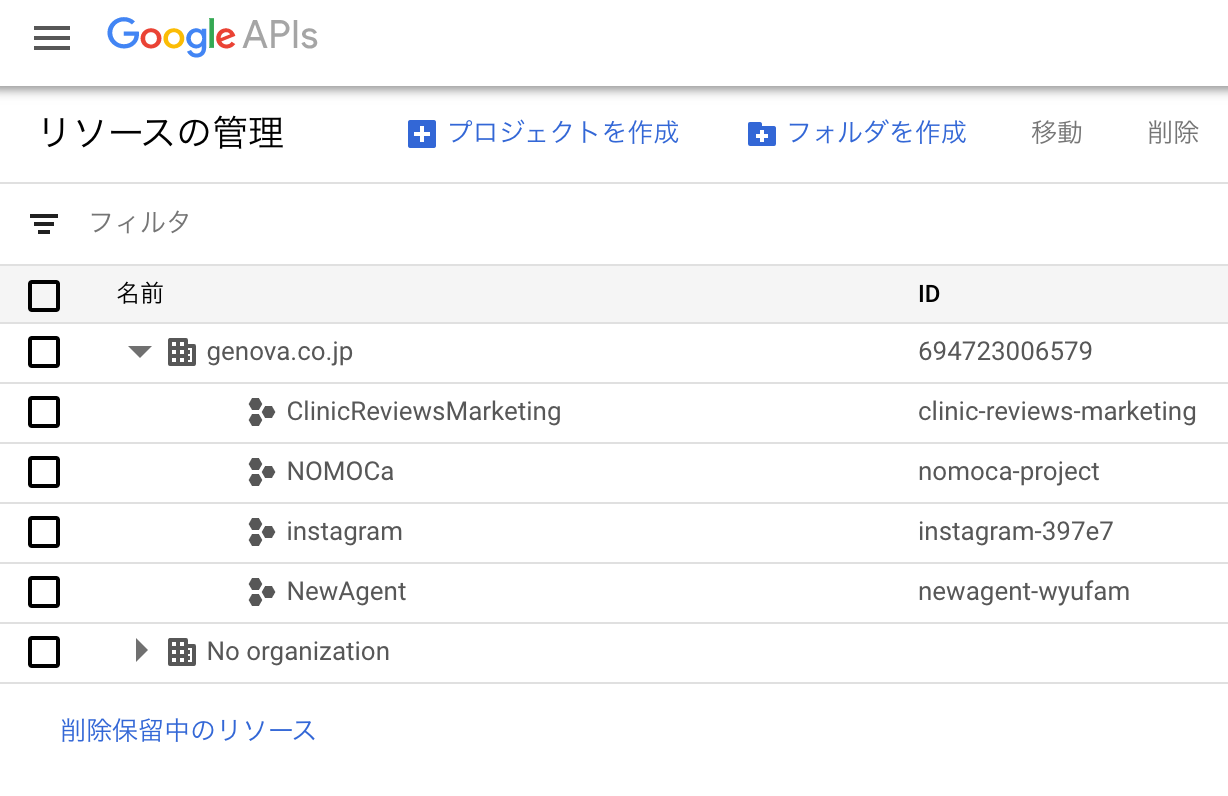 Google APIs
リソースの管理 プロジェクトを作成 フォルダを作成 移動 削除
フィルタ
名前 ID
genova.co.jp 694723006579
ClinicReviewsMarketing clinic-reviews-marketing
NOMOCa nomoca-project
instagram instagram-397e7
NewAgent newagent-wyufam
No organization
削除保留中のリソース